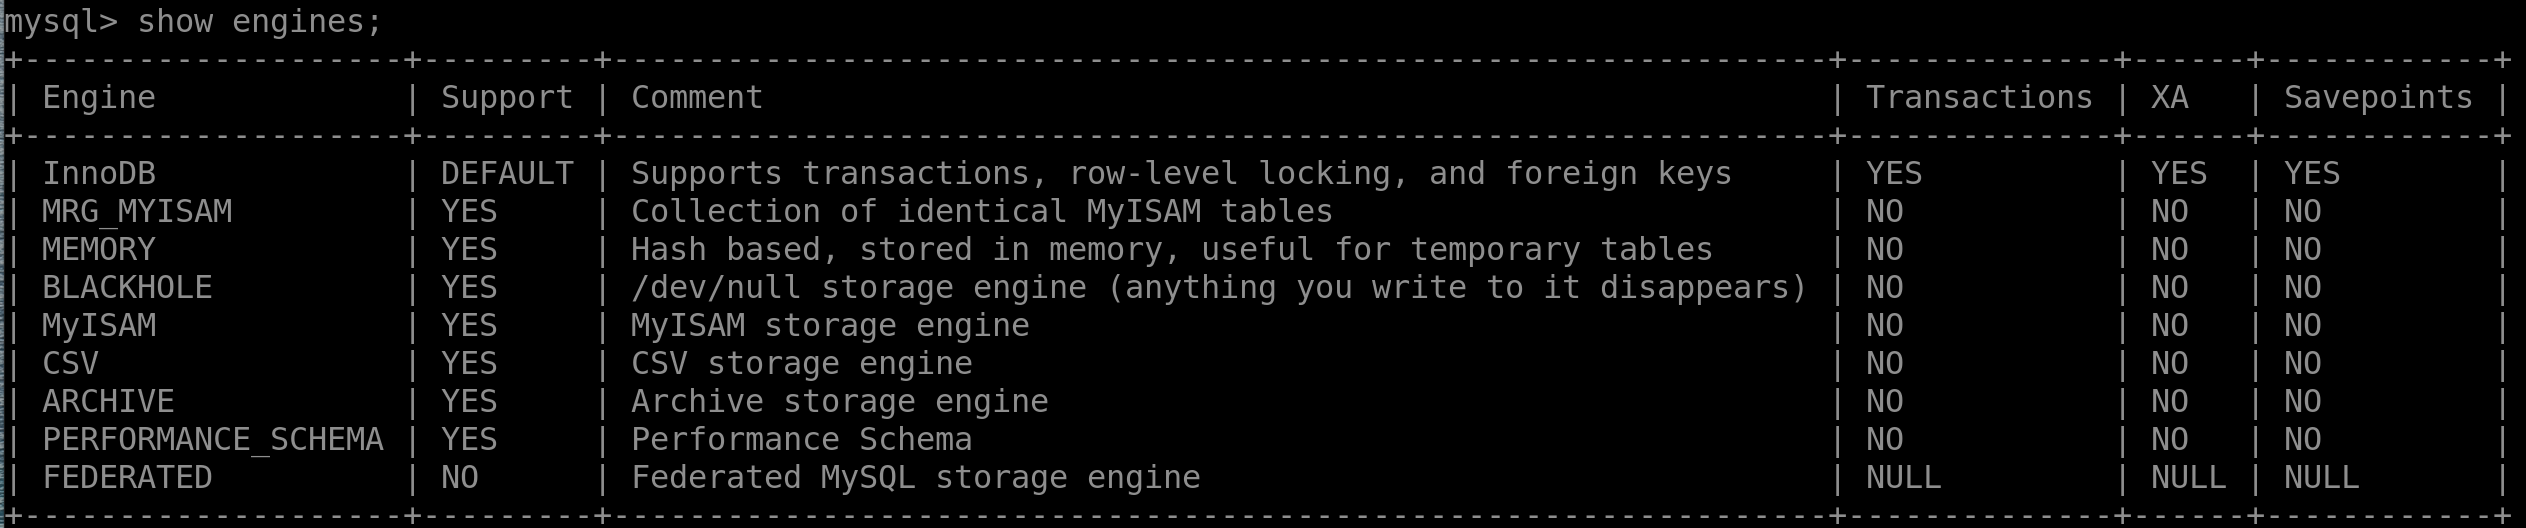 mysql> show engines;
+--------------------+---------+----------------------------------------------------------------+--------------+------+------------+
| Engine             | Support | Comment                                                        | Transactions | XA   | Savepoints |
+--------------------+---------+----------------------------------------------------------------+--------------+------+------------+
| InnoDB             | DEFAULT | Supports transactions, row-level locking, and foreign keys     | YES          | YES  | YES        |
| MRG_MYISAM         | YES     | Collection of identical MyISAM tables                          | NO           | NO   | NO         |
| MEMORY             | YES     | Hash based, stored in memory, useful for temporary tables      | NO           | NO   | NO         |
| BLACKHOLE          | YES     | /dev/null storage engine (anything you write to it disappears) | NO           | NO   | NO         |
| MyISAM             | YES     | MyISAM storage engine                                          | NO           | NO   | NO         |
| CSV                | YES     | CSV storage engine                                             | NO           | NO   | NO         |
| ARCHIVE            | YES     | Archive storage engine                                         | NO           | NO   | NO         |
| PERFORMANCE_SCHEMA | YES     | Performance Schema                                             | NO           | NO   | NO         |
| FEDERATED          | NO      | Federated MySQL storage engine                                 | NULL         | NULL | NULL       |
+--------------------+---------+----------------------------------------------------------------+--------------+------+------------+